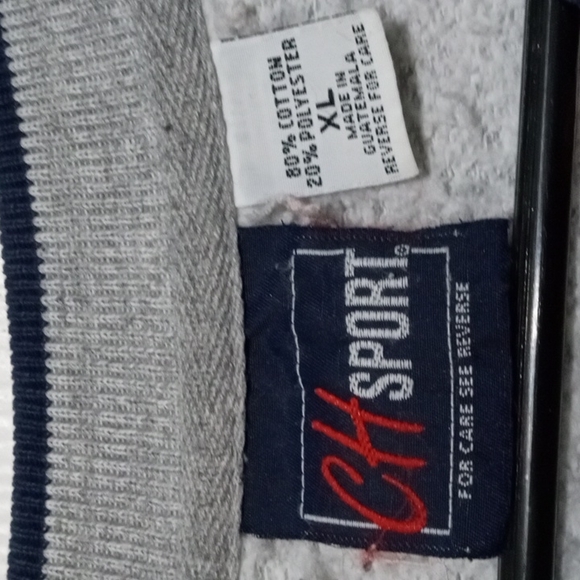 80% COTTON
20% POLYESTER
XL
MADE IN
GUATEMALA
REVERSE FOR CARE
CH SPORT
FOR CARE SEE REVERSE